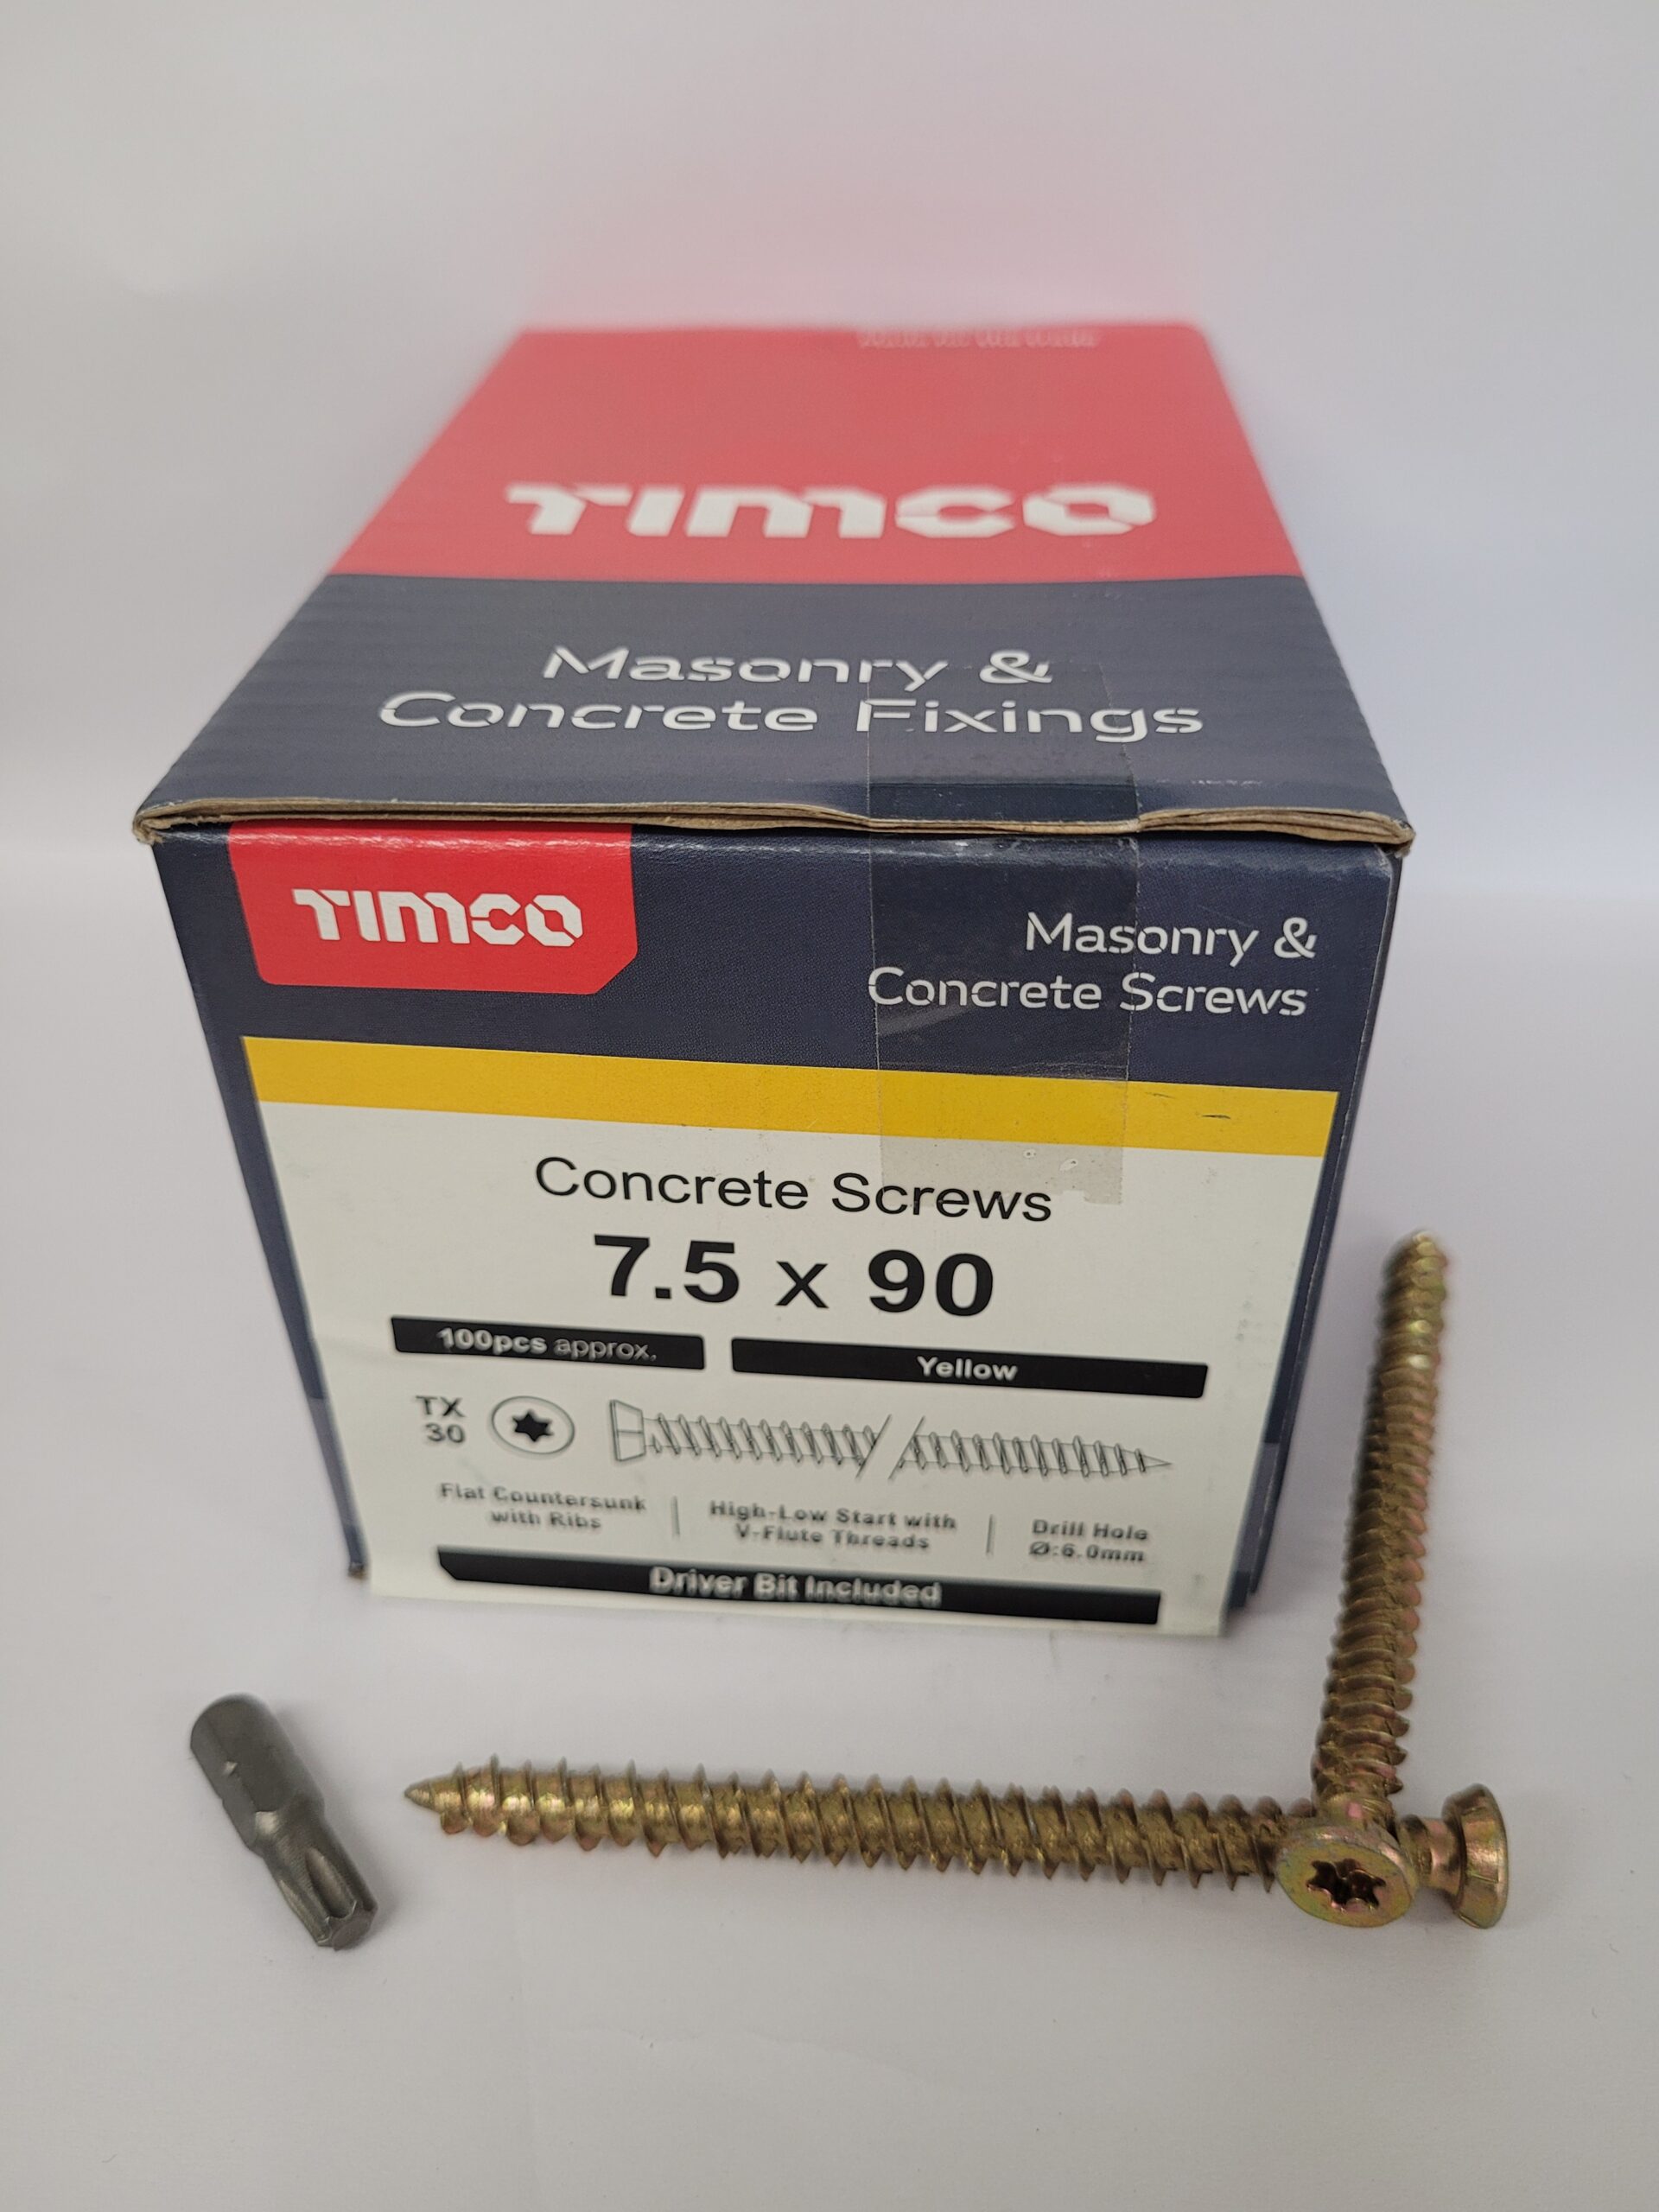 TIMCO
Masonry &
Concrete Fixings
TIMCO
Masonry &
Concrete Screws
Concrete Screws
7.5 x 90
100pcs approx.
Yellow
TX
30
Flat Countersunk
with Ribs
High-Low Start with
V-Flute Threads
Drill Hole
Ø:6.0mm
Driver Bit Included